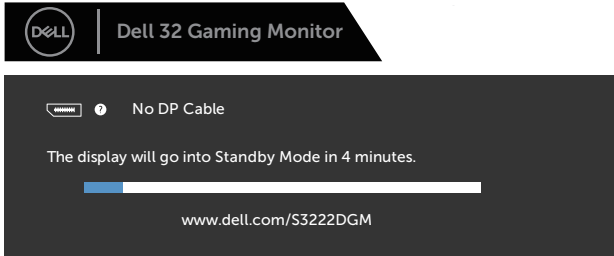 DELL
Dell 32 Gaming Monitor
? No DP Cable
The display will go into Standby Mode in 4 minutes.
www.dell.com/S3222DGM